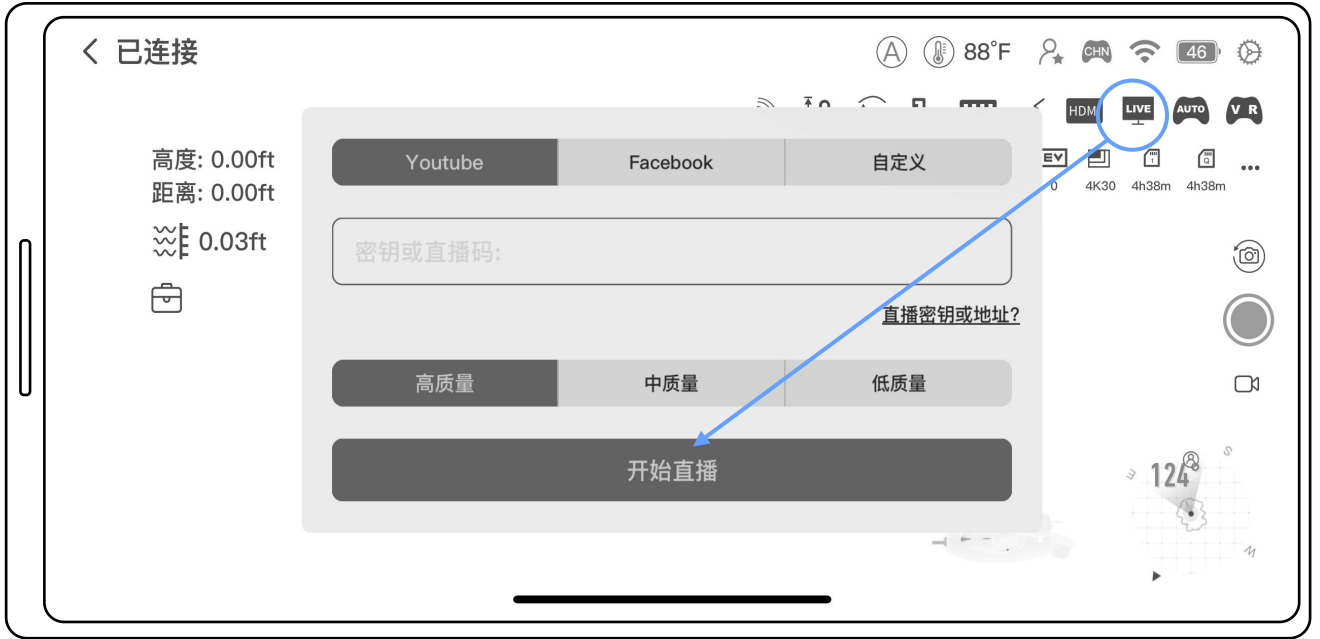 已连接
A
88°F
CHN
46
HDMI
LIVE
AUTO
V R
高度: 0.00ft
距离: 0.00ft
0.03ft
Youtube
Facebook
自定义
EV
0
4K30
1
4h38m
Q
4h38m
密钥或直播码:
直播密钥或地址?
高质量
中质量
低质量
开始直播
S
E
124°
W